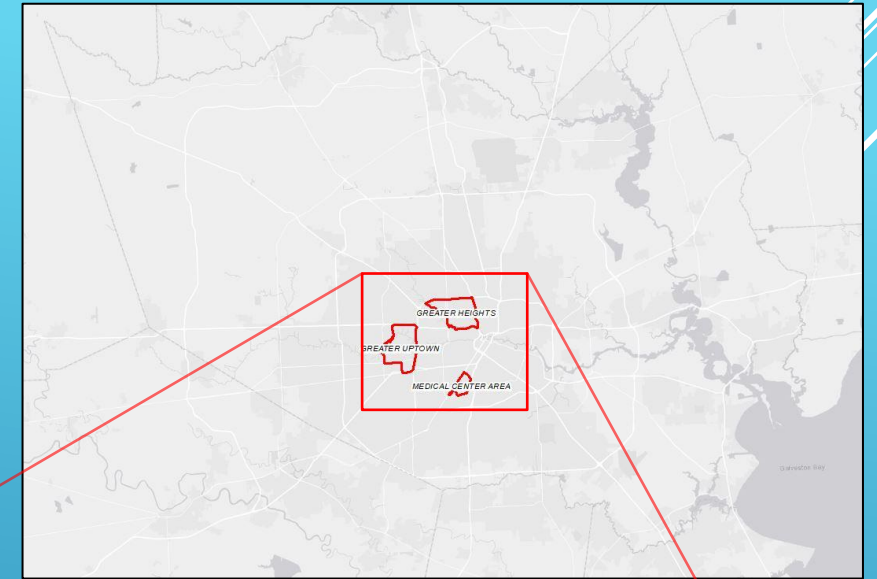 GREATER HEIGHTS
GREATER UPTOWN
MEDICAL CENTER AREA
Galveston Bay